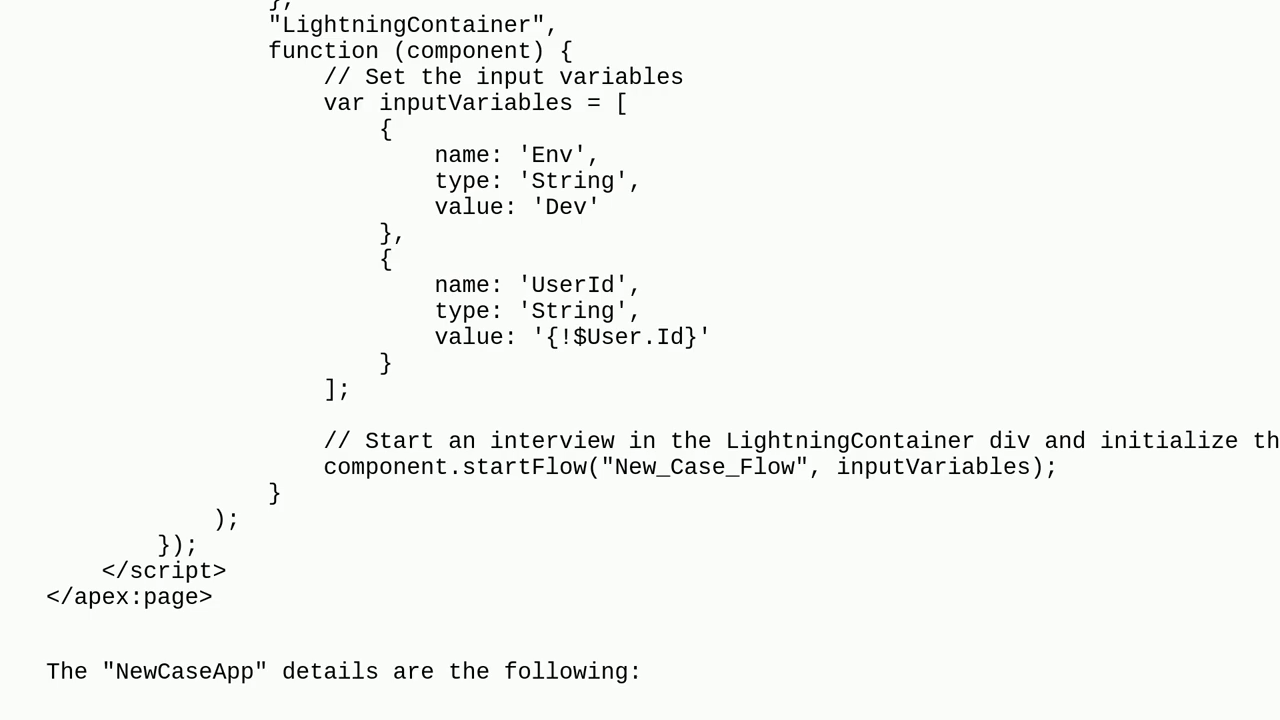 },
"LightningContainer",
function (component) {
// Set the input variables
var inputVariables = [
{
name: 'Env',
type: 'String',
value: 'Dev'
},
{
name: 'UserId',
type: 'String',
value: '{!$User.Id}'
}
];
// Start an interview in the LightningContainer div and initialize th
component.startFlow("New_Case_Flow", inputVariables);
}
);
});
</script>
</apex:page>
The "NewCaseApp" details are the following: